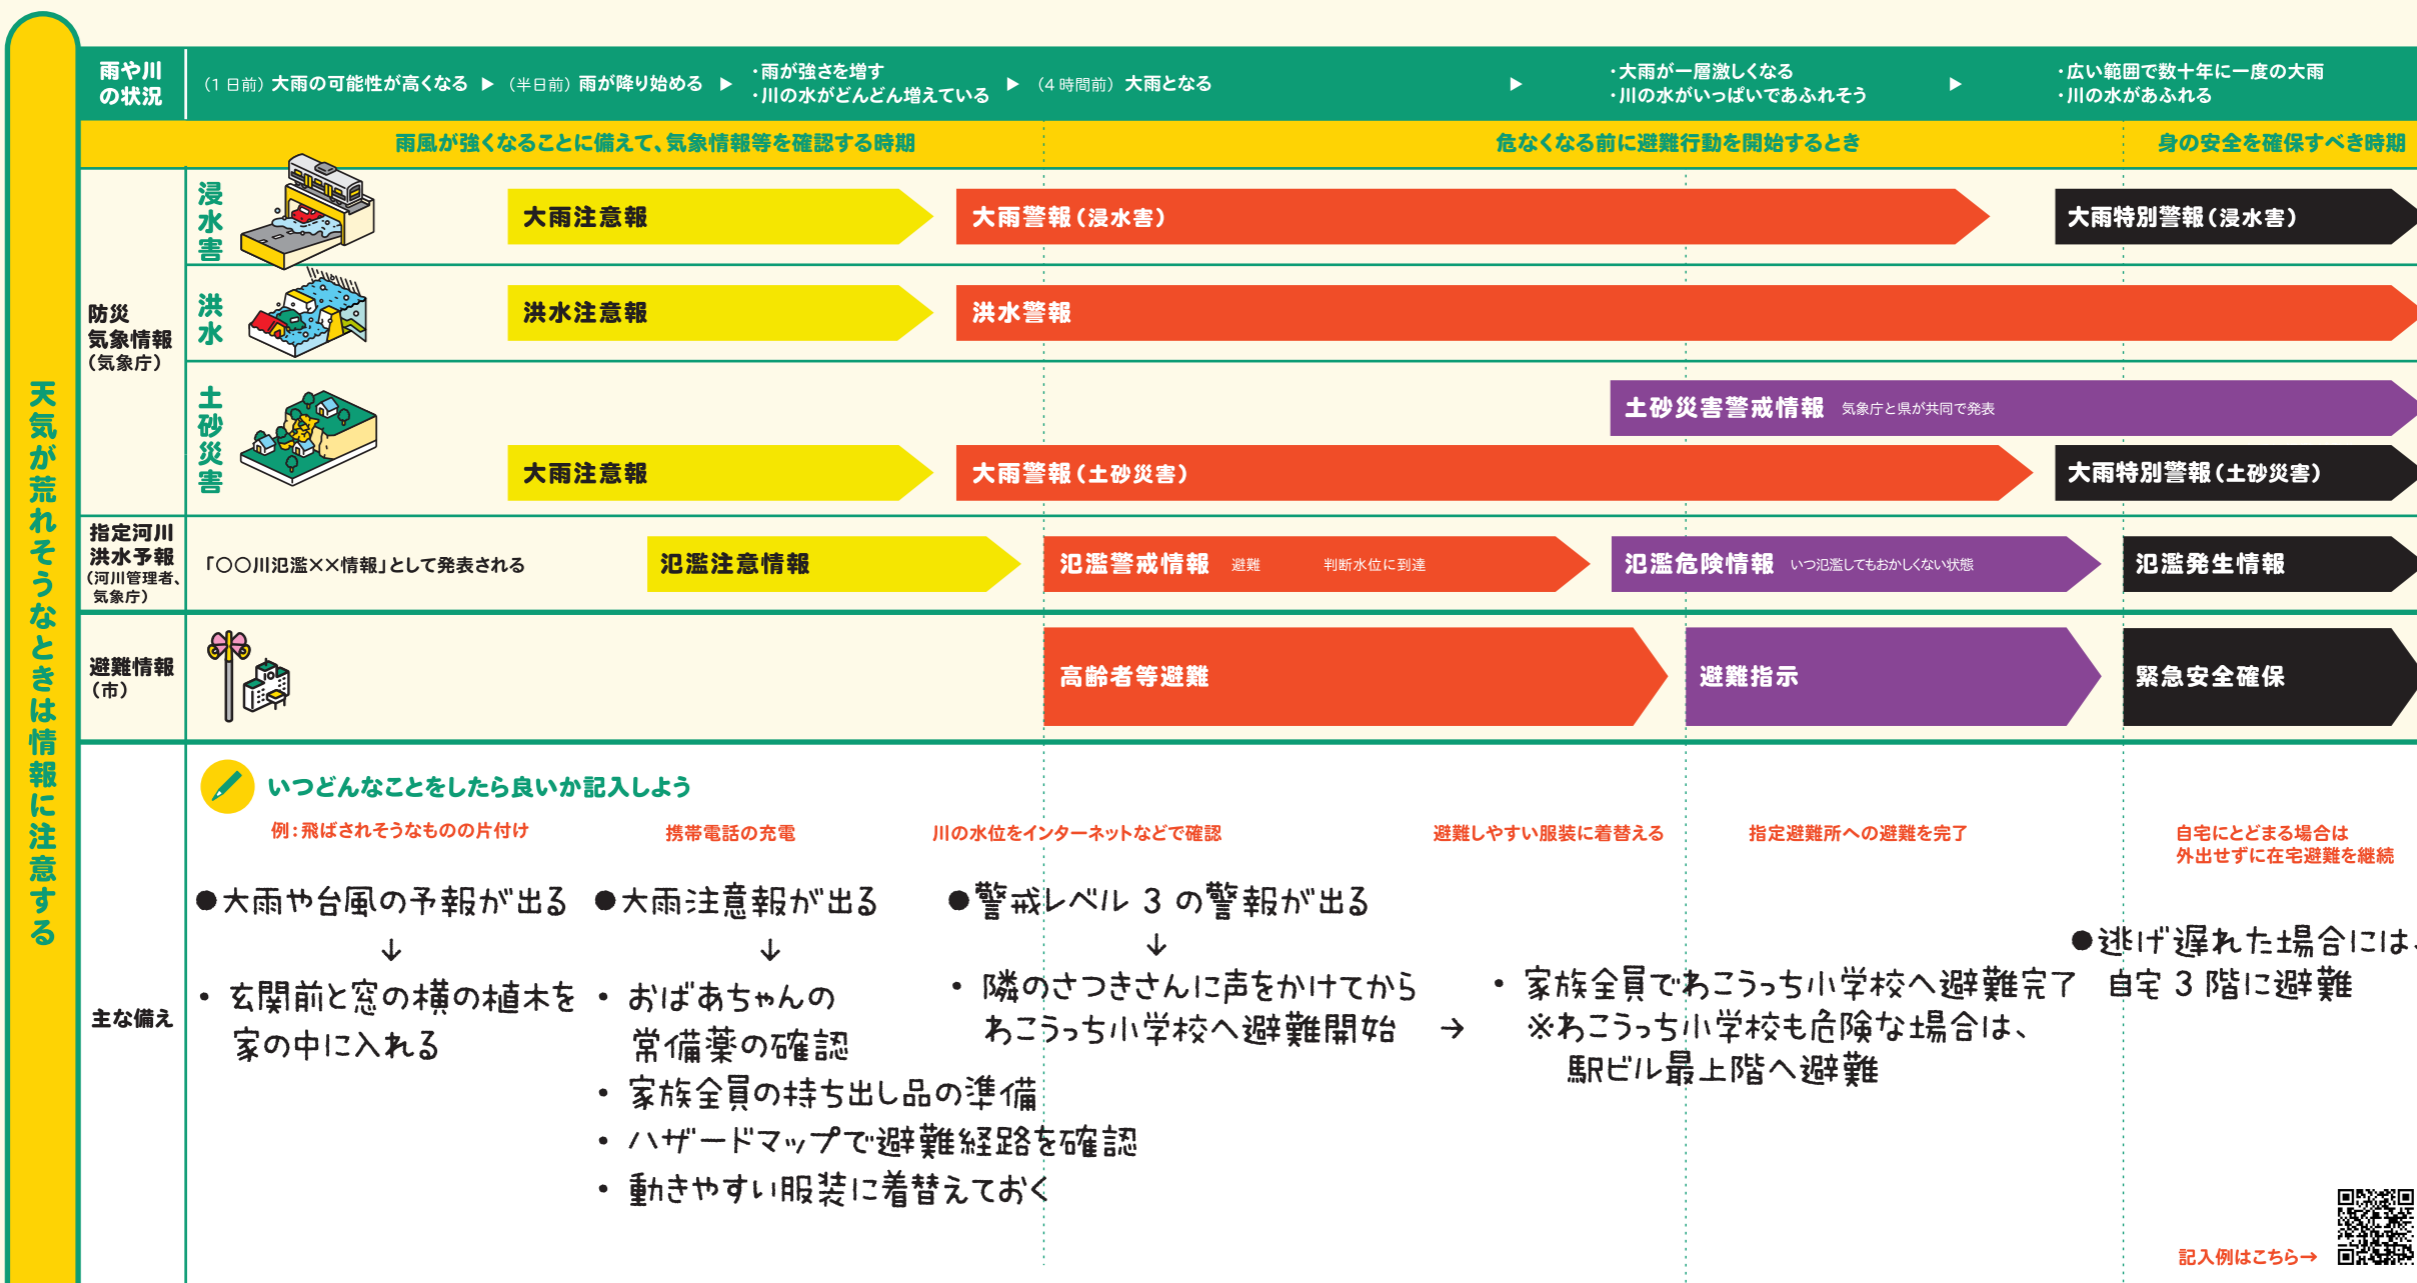 天気が荒れそうなときは情報に注意する
雨や川
の状況
（1日前）大雨の可能性が高くなる ▶ （半日前）雨が降り始める ▶
・雨が強さを増す
・川の水がどんどん増えている
▶ （4時間前）大雨となる ▶
・大雨が一層激しくなる
・川の水がいっぱいであふれそう
▶
・広い範囲で数十年に一度の大雨
・川の水があふれる
雨風が強くなることに備えて、気象情報等を確認する時期
危なくなる前に避難行動を開始するとき
身の安全を確保すべき時期
防災
気象情報
（気象庁）
浸水害
大雨注意報
大雨警報（浸水害）
大雨特別警報（浸水害）
洪水
洪水注意報
洪水警報
土砂災害
土砂災害警戒情報 気象庁と県が共同で発表
大雨注意報
大雨警報（土砂災害）
大雨特別警報（土砂災害）
指定河川
洪水予報
（河川管理者、
気象庁）
「○○川氾濫××情報」として発表される
氾濫注意情報
氾濫警戒情報 避難 判断水位に到達
氾濫危険情報 いつ氾濫してもおかしくない状態
氾濫発生情報
避難情報
（市）
高齢者等避難
避難指示
緊急安全確保
主な備え
いつどんなことをしたら良いか記入しよう
例：飛ばされそうなものの片付け
携帯電話の充電
川の水位をインターネットなどで確認
避難しやすい服装に着替える
指定避難所への避難を完了
自宅にとどまる場合は
外出せずに在宅避難を継続
●大雨や台風の予報が出る
↓
・玄関前と窓の横の植木を
家の中に入れる
●大雨注意報が出る
↓
・おばあちゃんの
常備薬の確認
・家族全員の持ち出し品の準備
・ハザードマップで避難経路を確認
・動きやすい服装に着替えておく
●警戒レベル 3 の警報が出る
↓
・隣のさつきさんに声をかけてから
わこうっち小学校へ避難開始 →
・家族全員でわこうっち小学校へ避難完了
※わこうっち小学校も危険な場合は、
駅ビル最上階へ避難
●逃げ遅れた場合には、
自宅 3 階に避難
記入例はこちら→